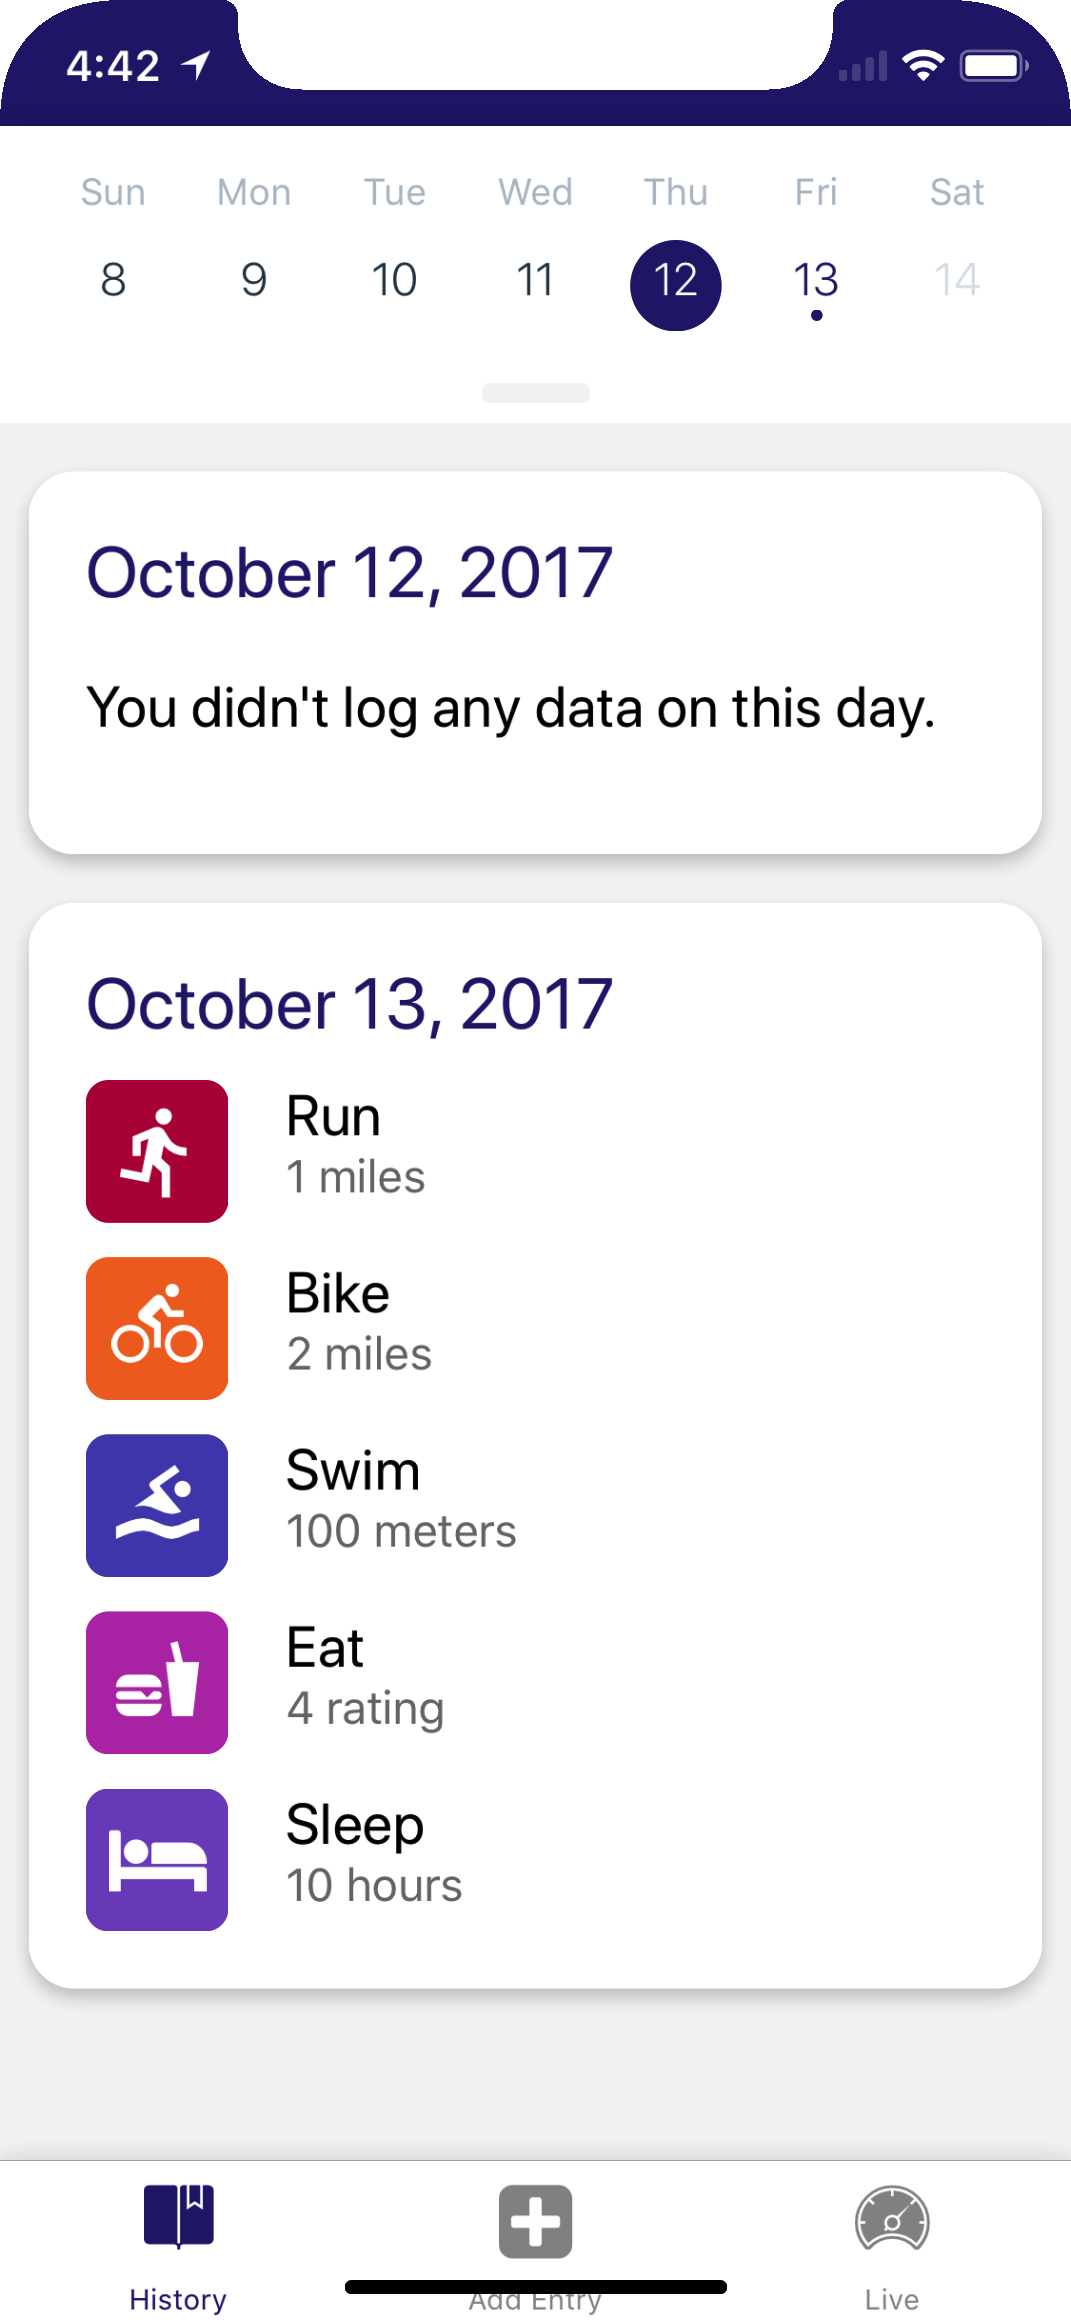 4:42
Sun Mon Tue Wed Thu Fri Sat
8 9 10 11 12 13 14
October 12, 2017
You didn't log any data on this day.
October 13, 2017
Run
1 miles
Bike
2 miles
Swim
100 meters
Eat
4 rating
Sleep
10 hours
History Add Entry Live